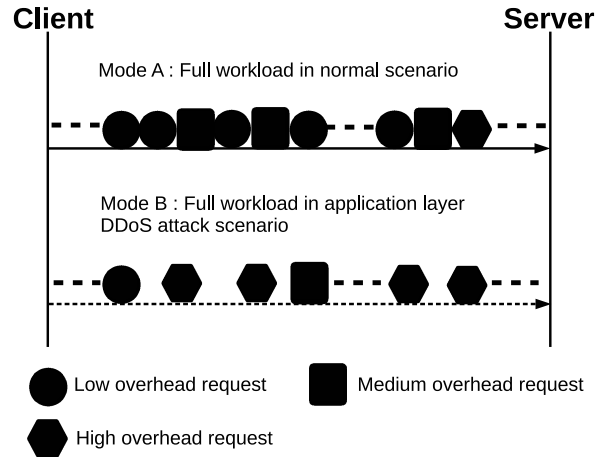 Client
Server
Mode A : Full workload in normal scenario
Mode B : Full workload in application layer
DDoS attack scenario
Low overhead request
Medium overhead request
High overhead request